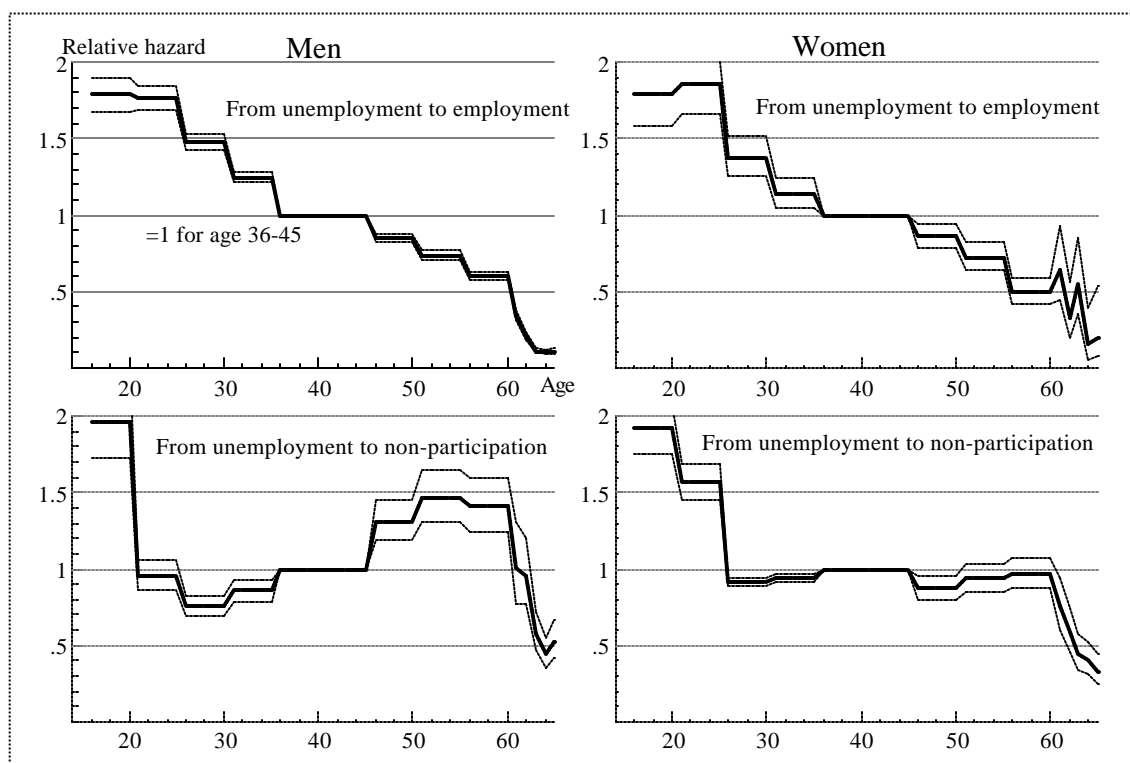 Relative hazard
Men
Women
2
From unemployment to employment
1.5
1
=1 for age 36-45
.5
20 30 40 50 60 Age
2
From unemployment to employment
1.5
1
.5
20 30 40 50 60
2
From unemployment to non-participation
1.5
1
.5
20 30 40 50 60
2
From unemployment to non-participation
1.5
1
.5
20 30 40 50 60